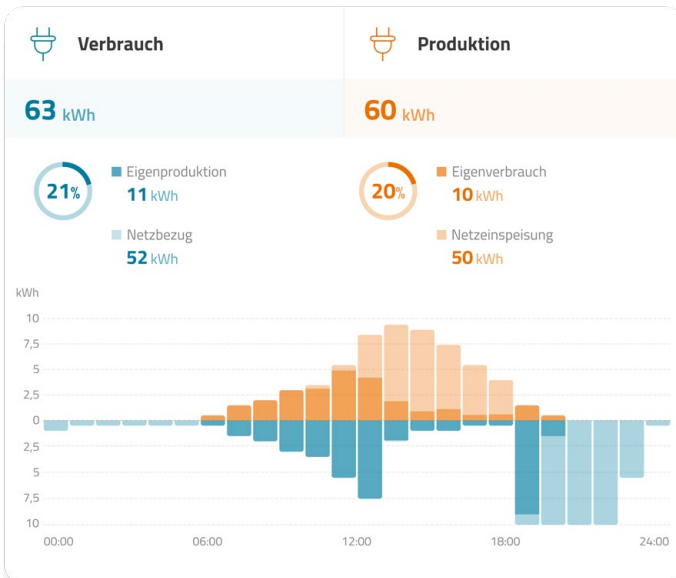 Verbrauch
Produktion
63 kWh
60 kWh
21%
Eigenproduktion
11 kWh
Netzbezug
52 kWh
20%
Eigenverbrauch
10 kWh
Netzeinspeisung
50 kWh
kWh
10
7,5
5
2,5
0
2,5
5
7,5
10
00:00 06:00 12:00 18:00 24:00